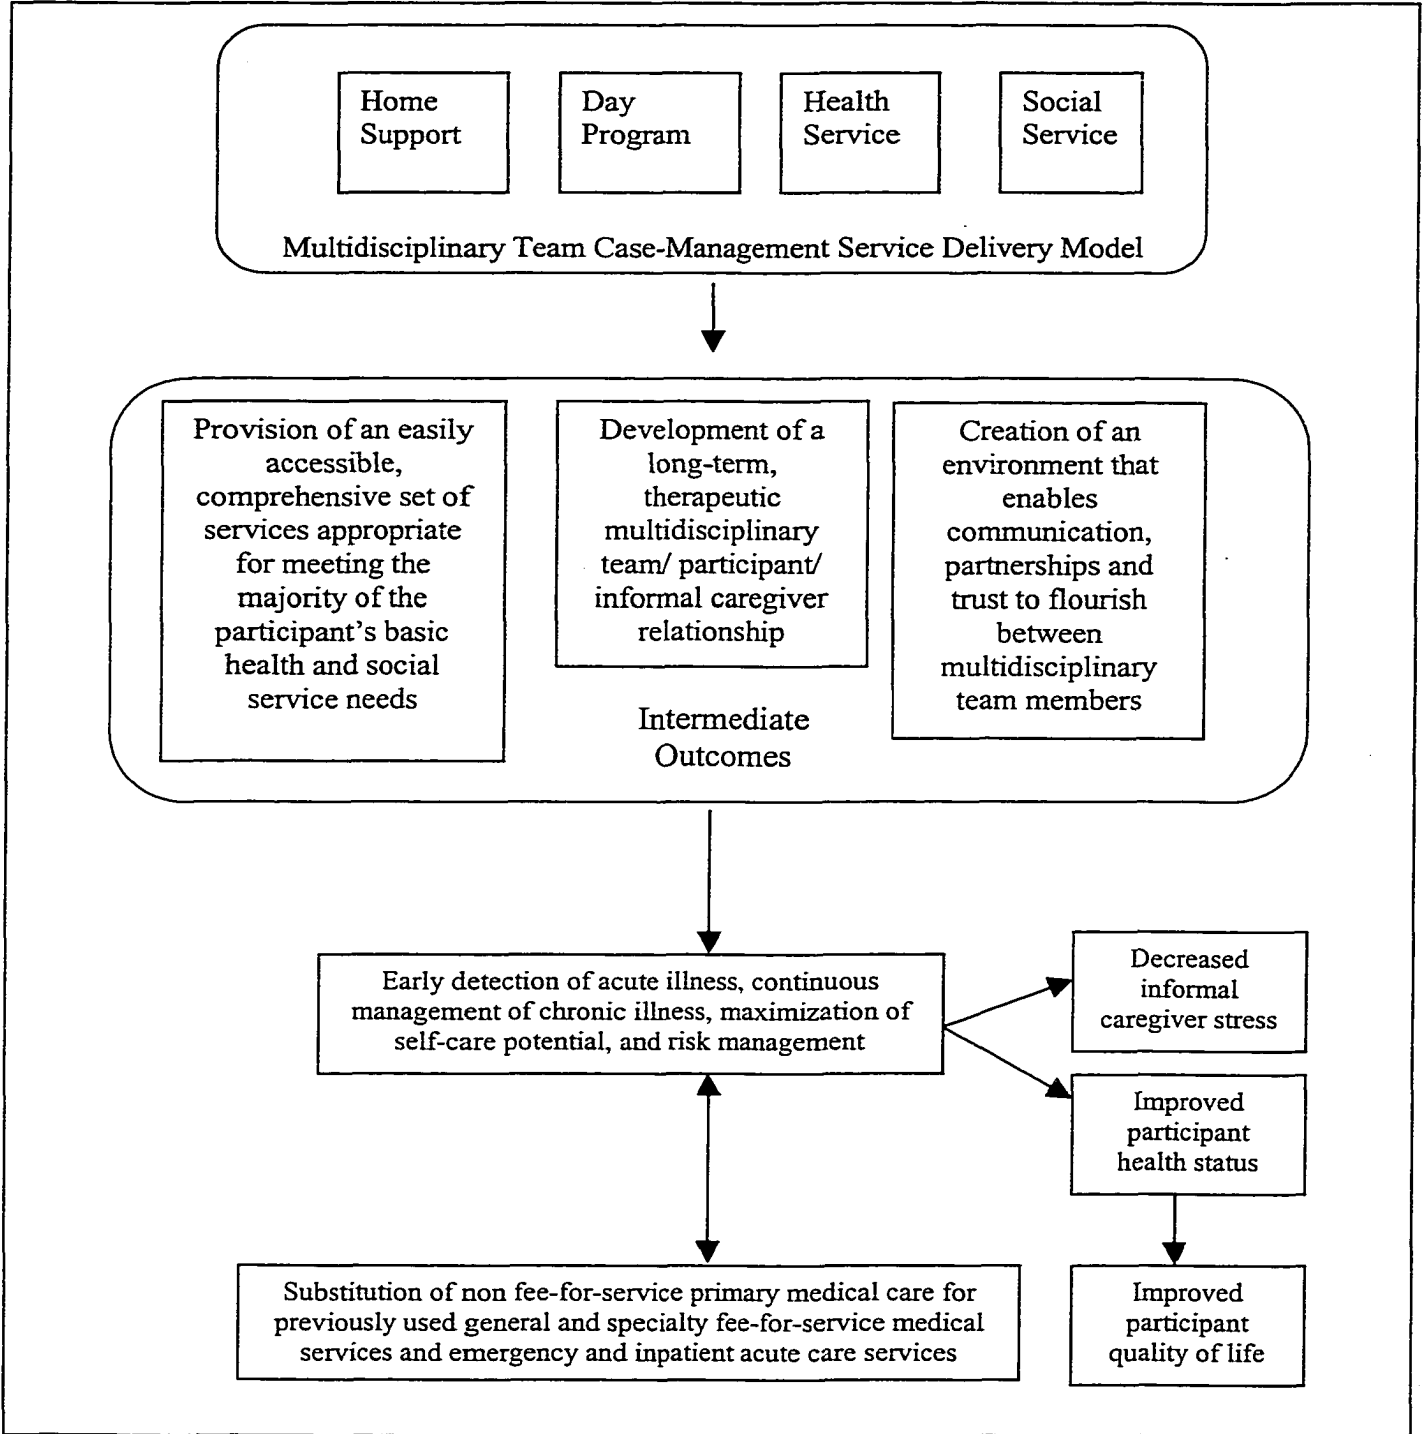 Home
Support
Day
Program
Health
Service
Social
Service
Multidisciplinary Team Case-Management Service Delivery Model
Provision of an easily
accessible,
comprehensive set of
services appropriate
for meeting the
majority of the
participant's basic
health and social
service needs
Development of a
long-term,
therapeutic
multidisciplinary
team/ participant/
informal caregiver
relationship
Creation of an
environment that
enables
communication,
partnerships and
trust to flourish
between
multidisciplinary
team members
Intermediate
Outcomes
Early detection of acute illness, continuous
management of chronic illness, maximization of
self-care potential, and risk management
Decreased
informal
caregiver stress
Improved
participant
health status
Substitution of non fee-for-service primary medical care for
previously used general and specialty fee-for-service medical
services and emergency and inpatient acute care services
Improved
participant
quality of life